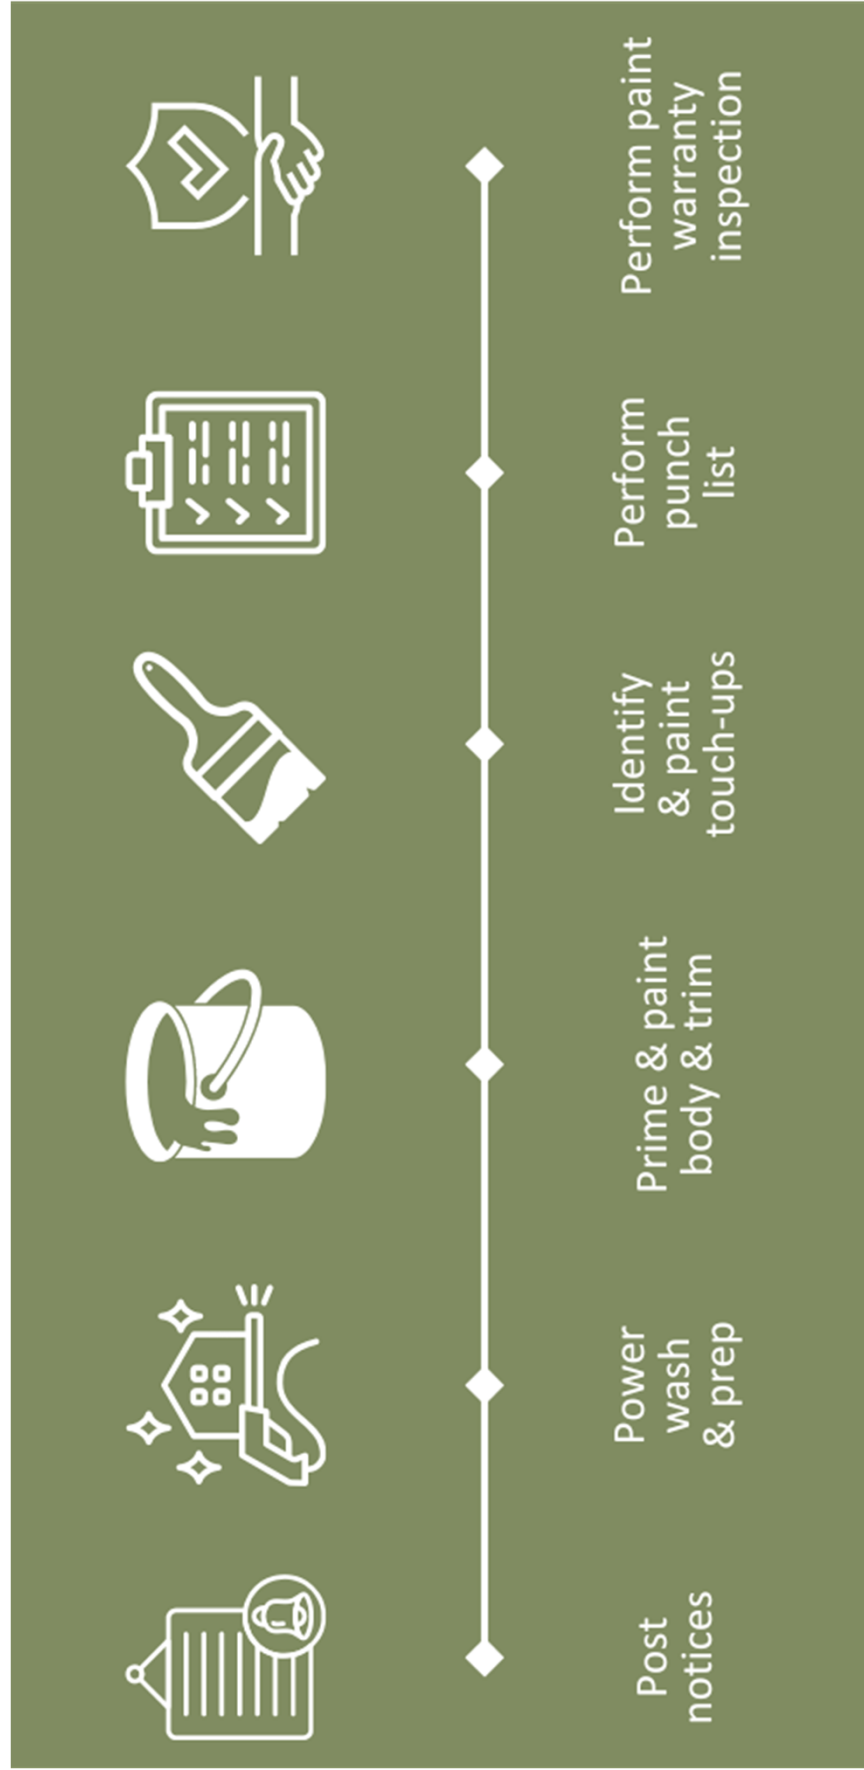 Post
notices
Power
wash
& prep
Prime & paint
body & trim
Identify
& paint
touch-ups
Perform
punch
list
Perform paint
warranty
inspection